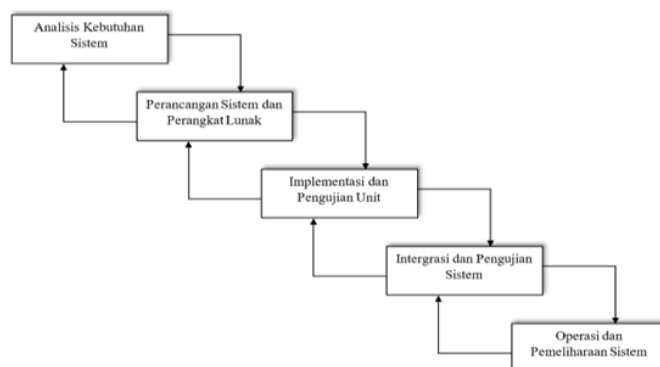 Analisis Kebutuhan
Sistem
Perancangan Sistem dan
Perangkat Lunak
Implementasi dan
Pengujian Unit
Intergrasi dan Pengujian
Sistem
Operasi dan
Pemeliharaan Sistem